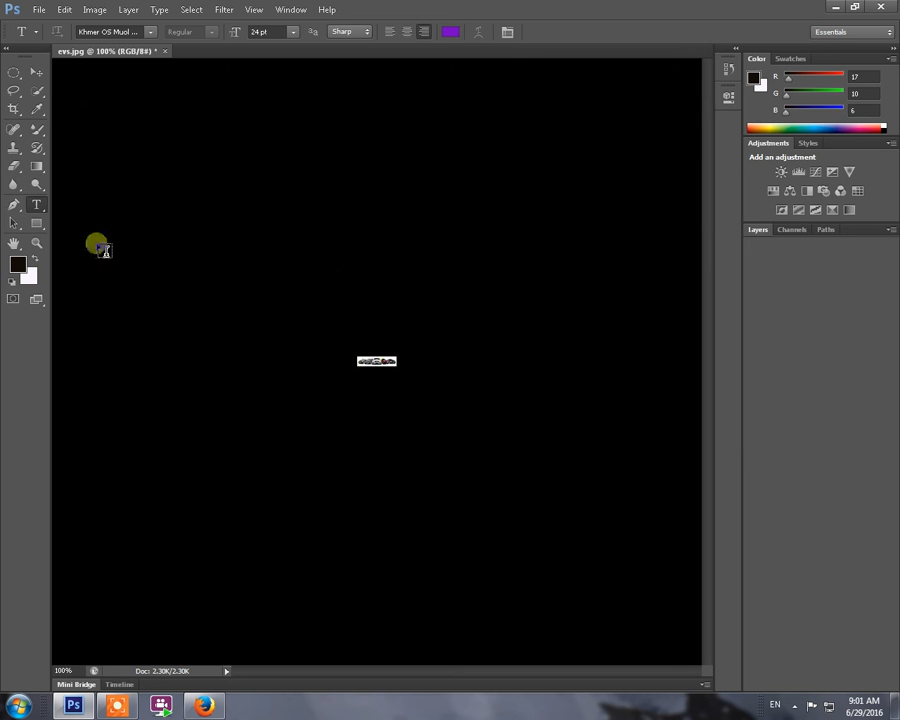 Ps File Edit Image Layer Type Select Filter View Window Help
T Khmer OS Muol ... Regular 24 pt Sharp Essentials
evs.jpg @ 100% (RGB/8#) * ×
Color Swatches
R 17
G 10
B 6
Adjustments Styles
Add an adjustment
Layers Channels Paths
100% Doc: 2.30K/2.30K
Mini Bridge Timeline
Ps EN 9:01 AM
6/29/2016